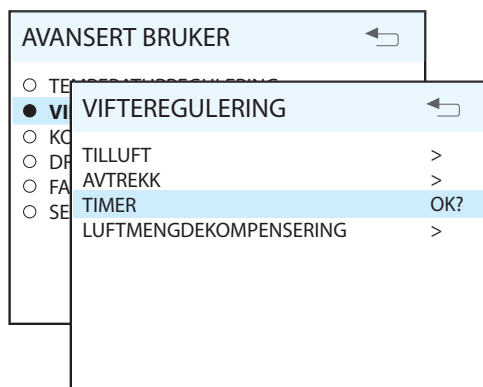 AVANSERT BRUKER
VIFTEREGULERING
TILLUFT >
AVTREKK >
TIMER OK?
LUFTMENGDEKOMPENSERING >